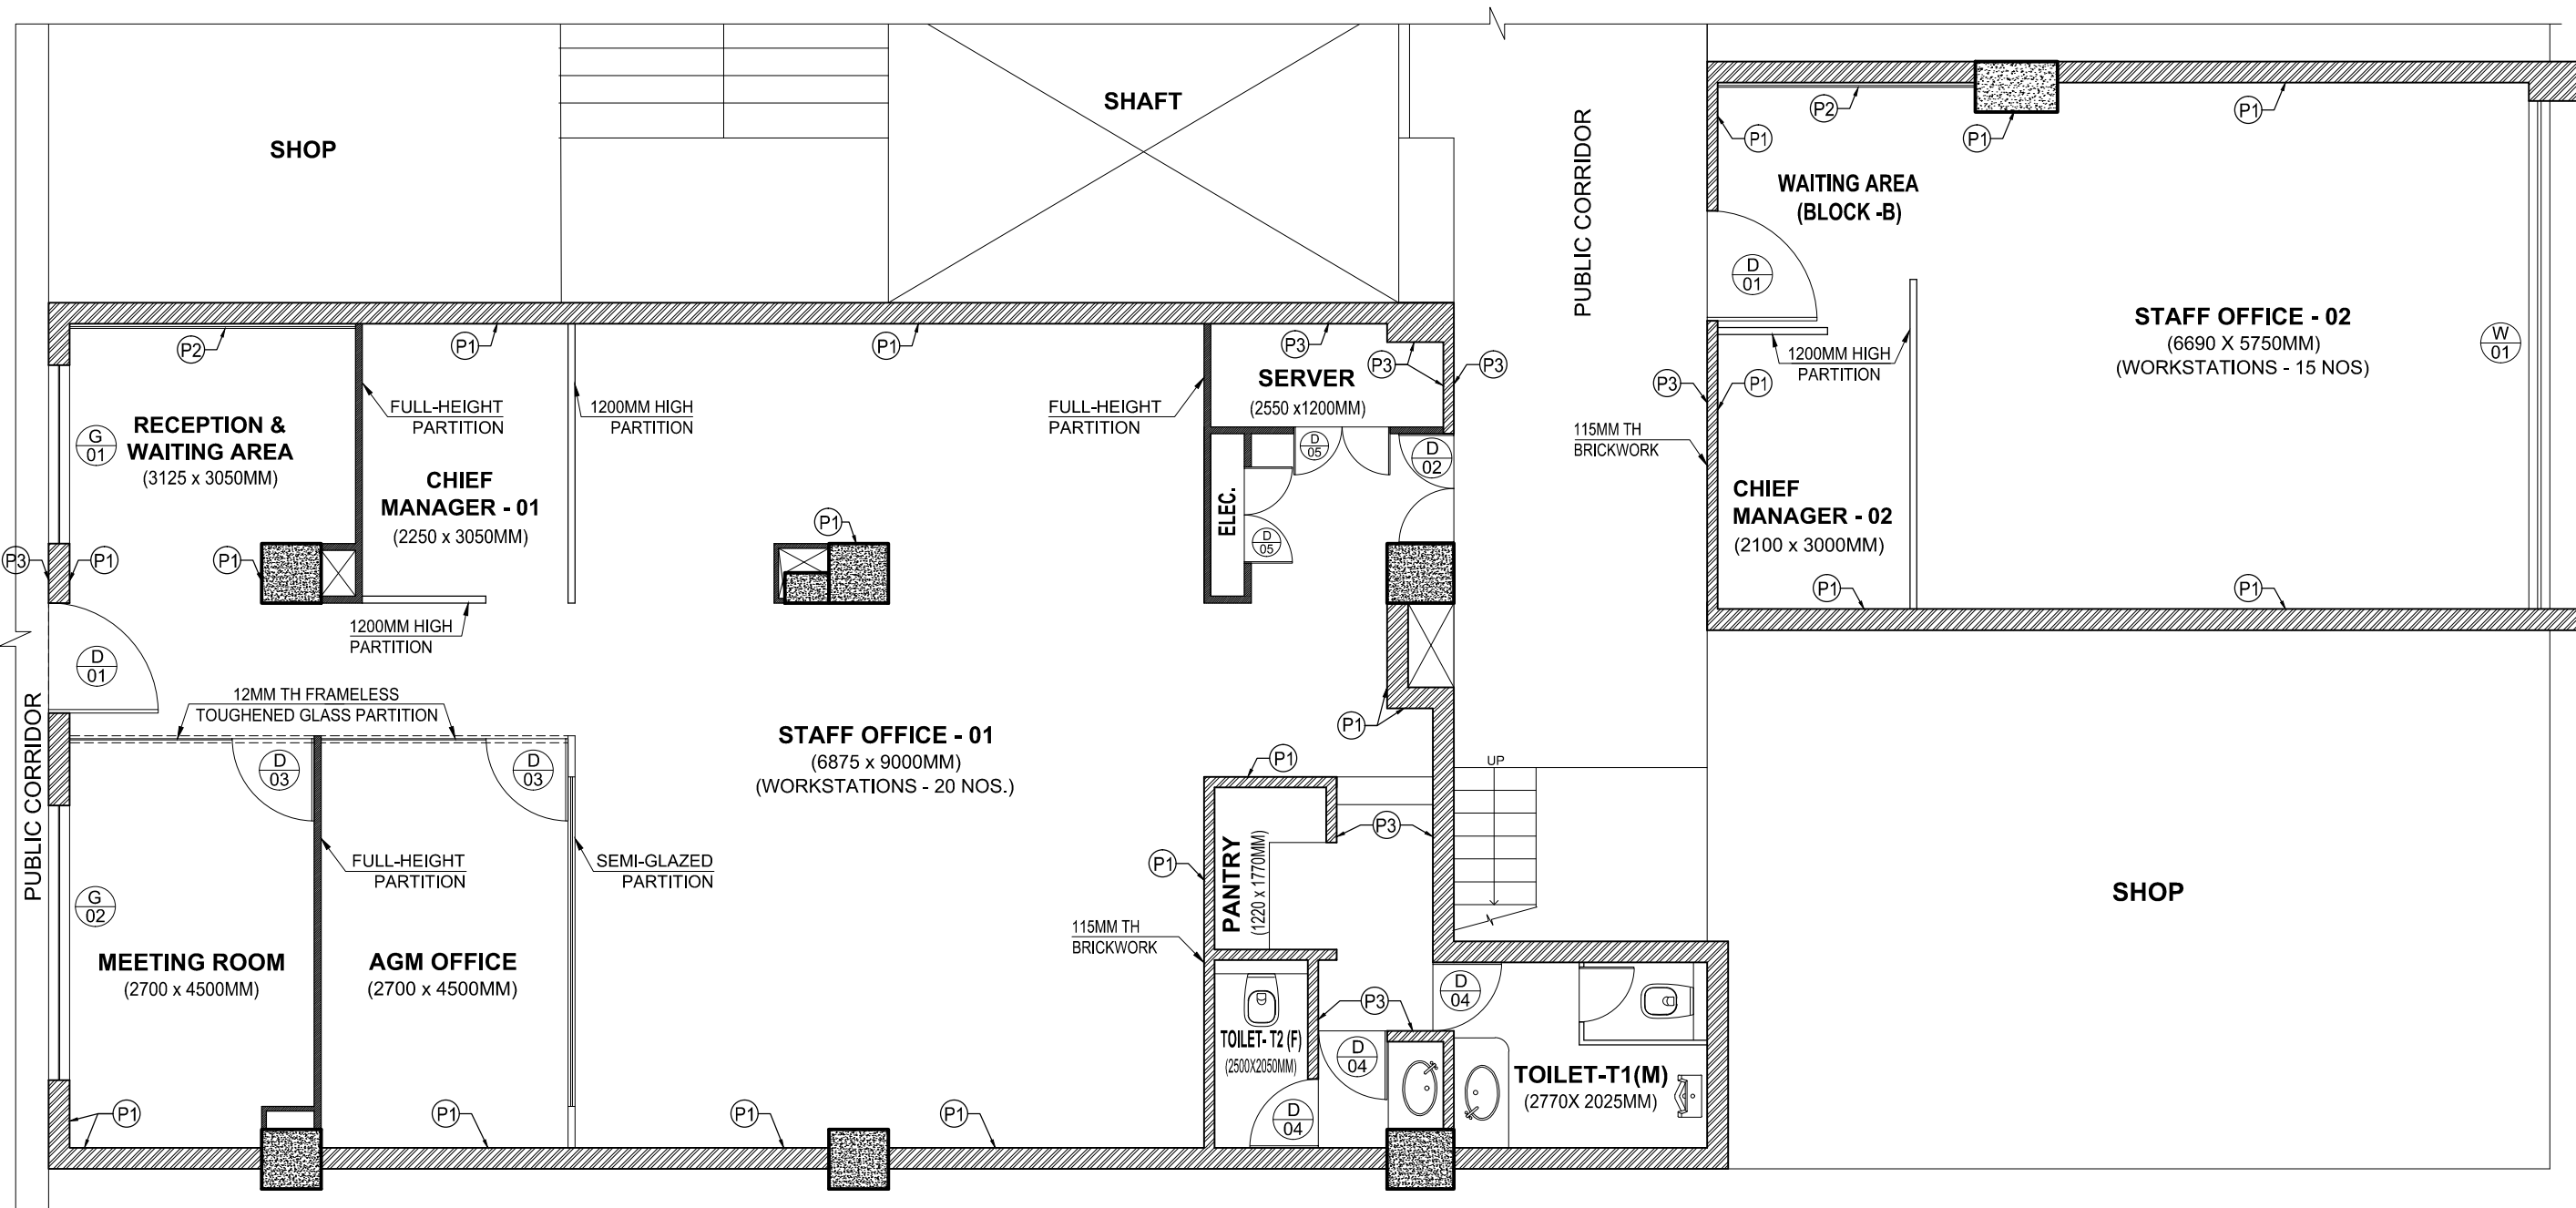 SHOP
SHAFT
PUBLIC CORRIDOR
P2
P1
P1
P1
WAITING AREA
(BLOCK -B)
D
01
STAFF OFFICE - 02
(6690 X 5750MM)
(WORKSTATIONS - 15 NOS)
W
01
1200MM HIGH
PARTITION
P3
P1
115MM TH
BRICKWORK
CHIEF
MANAGER - 02
(2100 x 3000MM)
P1
P1
P2
P1
P1
P3
P3
P3
SERVER
(2550 x1200MM)
FULL-HEIGHT
PARTITION
1200MM HIGH
PARTITION
FULL-HEIGHT
PARTITION
G
01
RECEPTION &
WAITING AREA
(3125 x 3050MM)
CHIEF
MANAGER - 01
(2250 x 3050MM)
D
05
D
02
ELEC.
D
05
P1
P3
P1
P1
1200MM HIGH
PARTITION
D
01
12MM TH FRAMELESS
TOUGHENED GLASS PARTITION
PUBLIC CORRIDOR
D
03
D
03
STAFF OFFICE - 01
(6875 x 9000MM)
(WORKSTATIONS - 20 NOS.)
P1
P1
UP
P3
PANTRY
(1220 x 1770MM)
P1
FULL-HEIGHT
PARTITION
SEMI-GLAZED
PARTITION
G
02
115MM TH
BRICKWORK
SHOP
MEETING ROOM
(2700 x 4500MM)
AGM OFFICE
(2700 x 4500MM)
P3
D
04
TOILET- T2 (F)
(2500X2050MM)
D
04
TOILET-T1(M)
(2770X 2025MM)
P1
P1
P1
P1
D
04